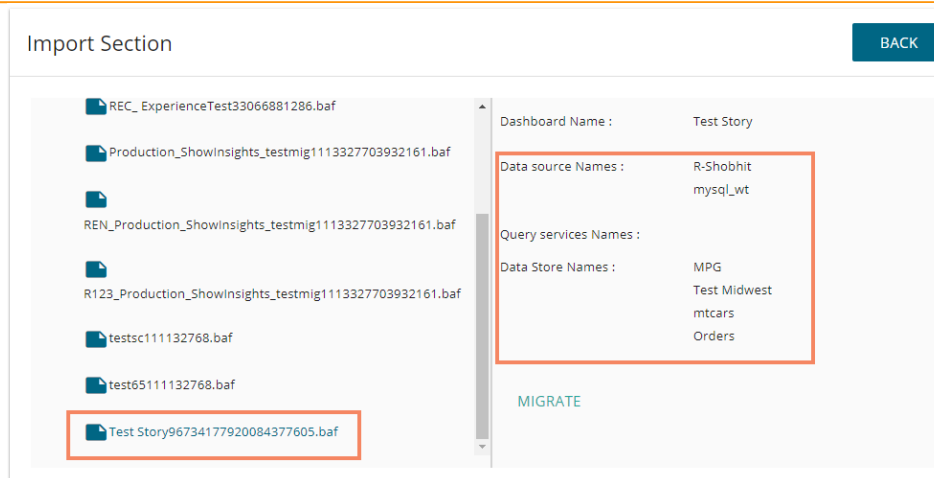 Import Section
BACK
REC_ ExperienceTest33066881286.baf
Production_ShowInsights_testmig1113327703932161.baf
REN_Production_ShowInsights_testmig1113327703932161.baf
R123_Production_ShowInsights_testmig1113327703932161.baf
testsc111132768.baf
test65111132768.baf
Test Story96734177920084377605.baf
Dashboard Name : Test Story
Data source Names : R-Shobhit
mysql_wt
Query services Names :
Data Store Names : MPG
Test Midwest
mtcars
Orders
MIGRATE